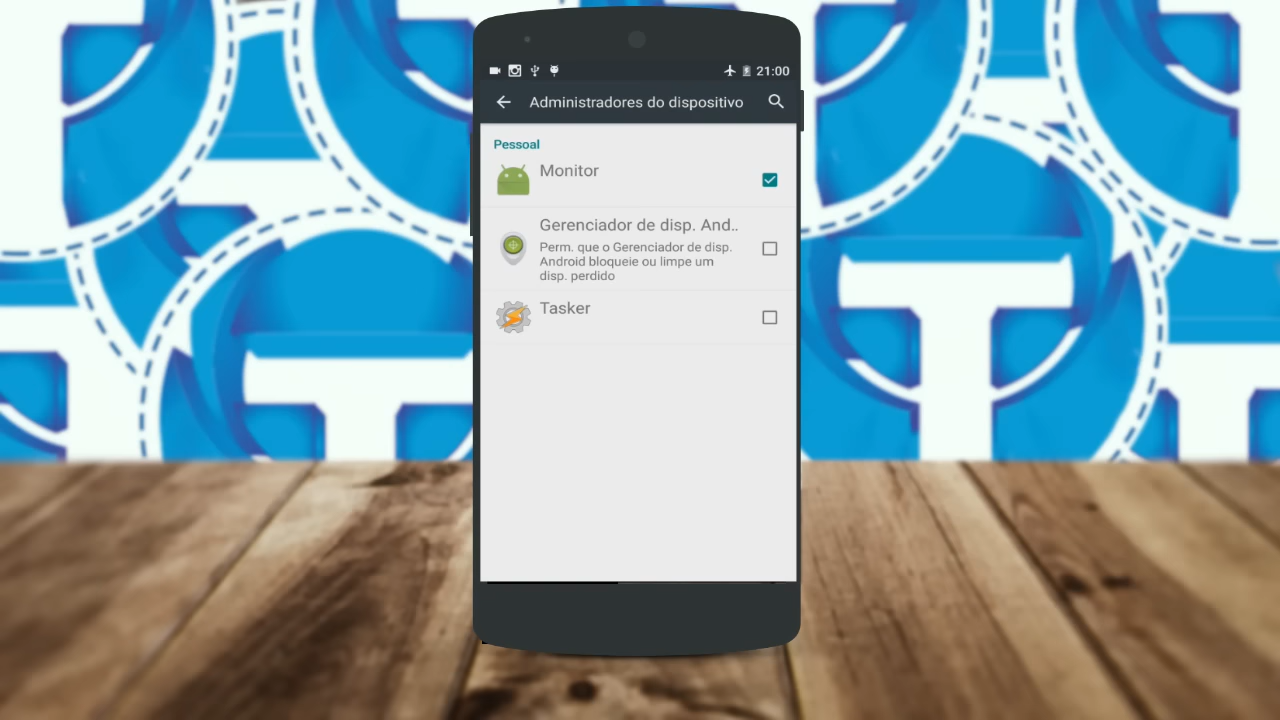 21:00
Administradores do dispositivo
Pessoal
Monitor
Gerenciador de disp. And..
Perm. que o Gerenciador de disp.
Android bloqueie ou limpe um
disp. perdido
Tasker